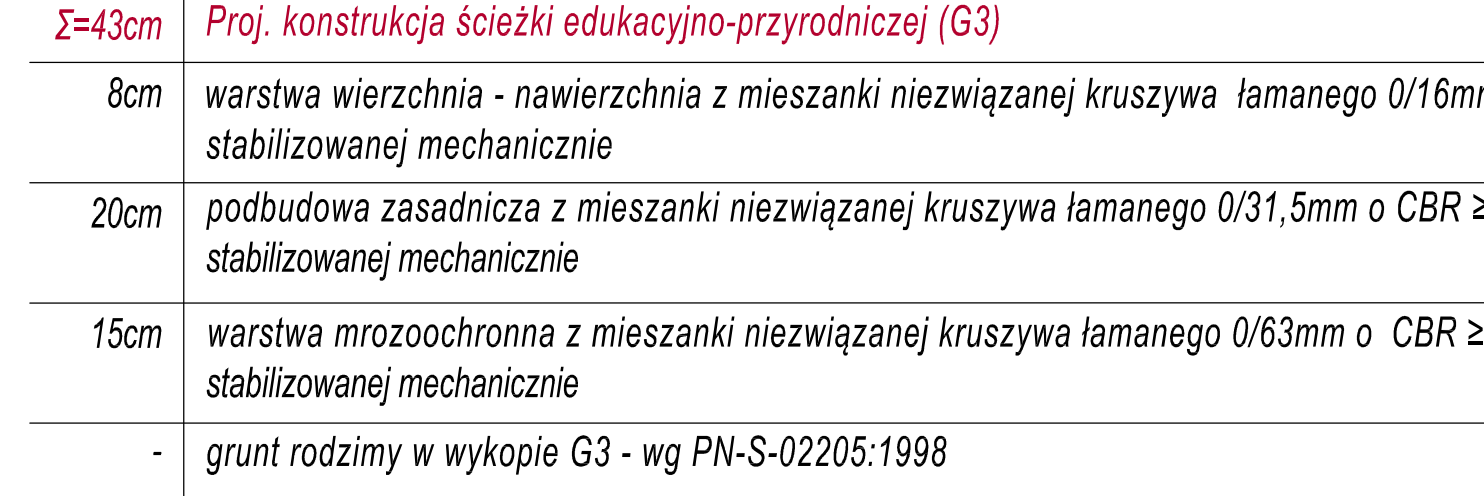 Σ=43cm Proj. konstrukcja ścieżki edukacyjno-przyrodniczej (G3)
8cm warstwa wierzchnia - nawierzchnia z mieszanki niezwiązanej kruszywa łamanego 0/16mm
stabilizowanej mechanicznie
20cm podbudowa zasadnicza z mieszanki niezwiązanej kruszywa łamanego 0/31,5mm o CBR ≥
stabilizowanej mechanicznie
15cm warstwa mrozoochronna z mieszanki niezwiązanej kruszywa łamanego 0/63mm o CBR ≥
stabilizowanej mechanicznie
- grunt rodzimy w wykopie G3 - wg PN-S-02205:1998